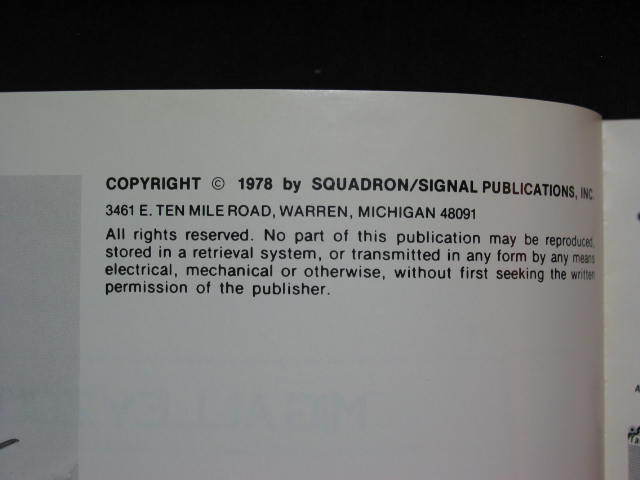 COPYRIGHT © 1978 by SQUADRON/SIGNAL PUBLICATIONS, INC.
3461 E. TEN MILE ROAD, WARREN, MICHIGAN 48091
All rights reserved. No part of this publication may be reproduced,
stored in a retrieval system, or transmitted in any form by any means
electrical, mechanical or otherwise, without first seeking the written
permission of the publisher.
MIG ALLEY